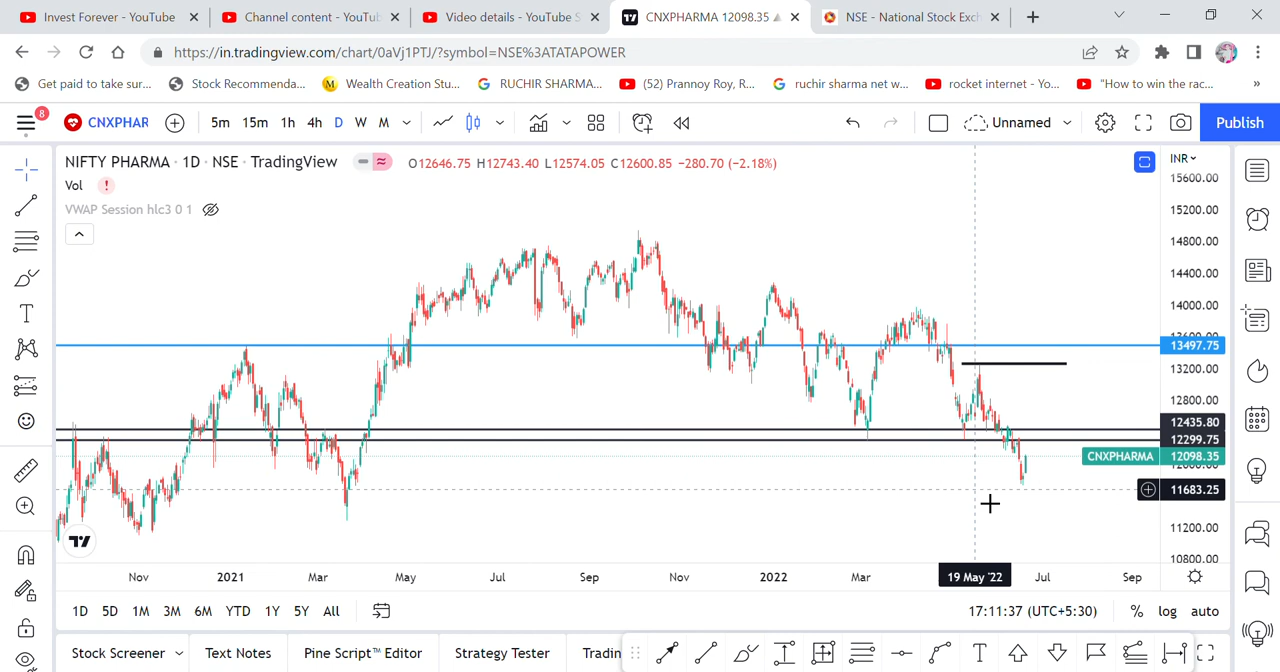 Invest Forever - YouTube
Channel content - YouTu
Video details - YouTube S
CNXPHARMA 12098.35
NSE - National Stock Exch
https://in.tradingview.com/chart/0aVj1PTJ/?symbol=NSE%3ATATAPOWER
Get paid to take sur...
Stock Recommenda...
Wealth Creation Stu...
RUCHIR SHARMA...
(52) Prannoy Roy, R...
ruchir sharma net w...
rocket internet - Yo...
"How to win the rac...
»
8
CNXPHAR
5m 15m 1h 4h D W M
Unnamed
Publish
NIFTY PHARMA · 1D · NSE · TradingView
O12646.75 H12743.40 L12574.05 C12600.85 −280.70 (−2.18%)
INR
Vol !
VWAP Session hlc3 0 1
15600.00
15200.00
14800.00
14400.00
14000.00
13600.00
13497.75
13200.00
12800.00
12435.80
12299.75
CNXPHARMA 12098.35
12000.00
11683.25
11200.00
10800.00
Nov 2021 Mar May Jul Sep Nov 2022 Mar 19 May '22 Jul Sep
1D 5D 1M 3M 6M YTD 1Y 5Y All
17:11:37 (UTC+5:30) % log auto
Stock Screener Text Notes Pine Script™ Editor Strategy Tester Tradin